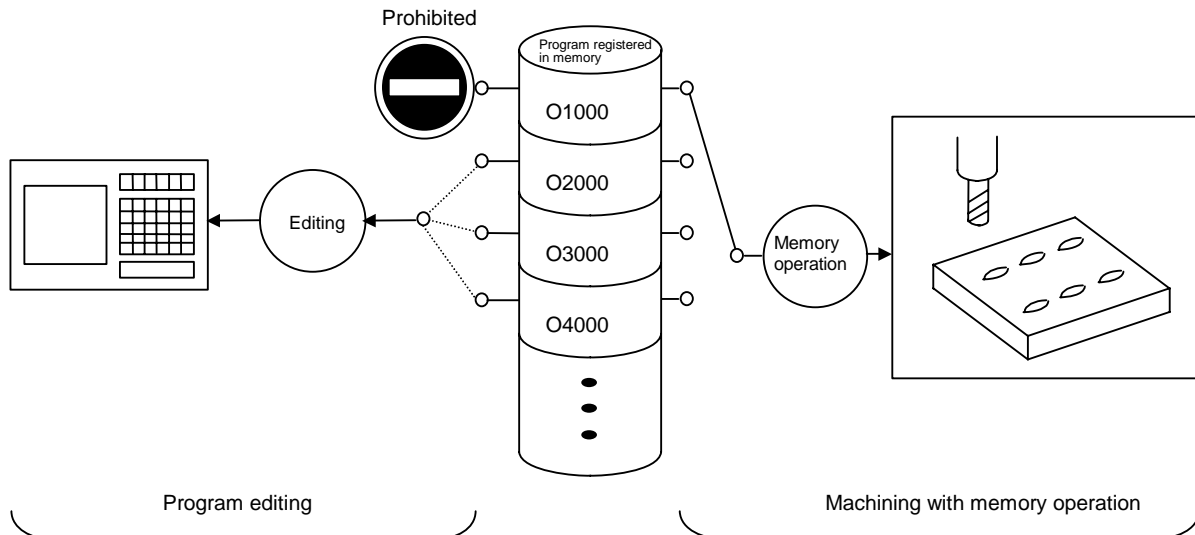 Prohibited
Program registered
in memory
O1000
O2000
O3000
O4000
Editing
Memory
operation
Program editing
Machining with memory operation